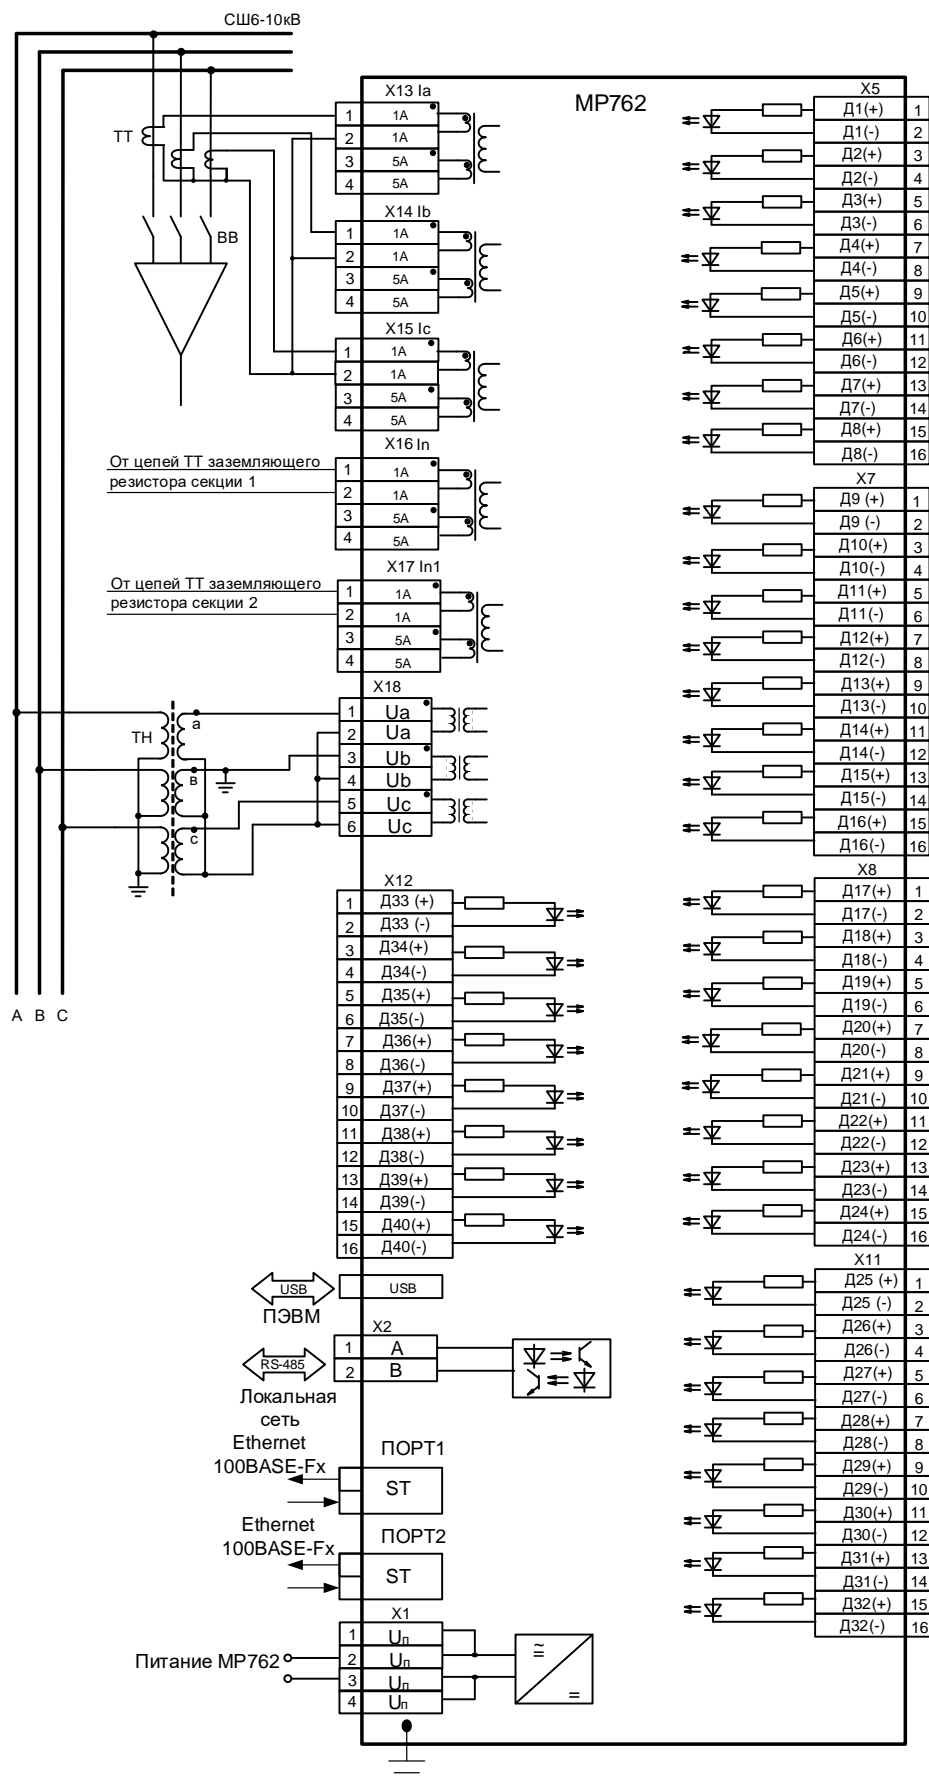 СШ6-10кВ
МР762
ТТ
ВВ
X13 Ia
1 1А
2 1А
3 5А
4 5А
X14 Ib
1 1А
2 1А
3 5А
4 5А
X15 Ic
1 1А
2 1А
3 5А
4 5А
X16 In
От цепей ТТ заземляющего
резистора секции 1
1 1А
2 1А
3 5А
4 5А
X17 In1
От цепей ТТ заземляющего
резистора секции 2
1 1А
2 1А
3 5А
4 5А
X18
ТН
а
в
с
1 Ua
2 Ua
3 Ub
4 Ub
5 Uc
6 Uc
A B C
X12
1 Д33 (+)
2 Д33 (-)
3 Д34(+)
4 Д34(-)
5 Д35(+)
6 Д35(-)
7 Д36(+)
8 Д36(-)
9 Д37(+)
10 Д37(-)
11 Д38(+)
12 Д38(-)
13 Д39(+)
14 Д39(-)
15 Д40(+)
16 Д40(-)
USB
USB
ПЭВМ
X2
1 A
2 B
RS-485
Локальная
сеть
Ethernet
100BASE-Fx
ПОРТ1
ST
Ethernet
100BASE-Fx
ПОРТ2
ST
X1
1 Uп
2 Uп
3 Uп
4 Uп
Питание МР762
≃
=
X5
Д1(+) 1
Д1(-) 2
Д2(+) 3
Д2(-) 4
Д3(+) 5
Д3(-) 6
Д4(+) 7
Д4(-) 8
Д5(+) 9
Д5(-) 10
Д6(+) 11
Д6(-) 12
Д7(+) 13
Д7(-) 14
Д8(+) 15
Д8(-) 16
X7
Д9 (+) 1
Д9 (-) 2
Д10(+) 3
Д10(-) 4
Д11(+) 5
Д11(-) 6
Д12(+) 7
Д12(-) 8
Д13(+) 9
Д13(-) 10
Д14(+) 11
Д14(-) 12
Д15(+) 13
Д15(-) 14
Д16(+) 15
Д16(-) 16
X8
Д17(+) 1
Д17(-) 2
Д18(+) 3
Д18(-) 4
Д19(+) 5
Д19(-) 6
Д20(+) 7
Д20(-) 8
Д21(+) 9
Д21(-) 10
Д22(+) 11
Д22(-) 12
Д23(+) 13
Д23(-) 14
Д24(+) 15
Д24(-) 16
X11
Д25 (+) 1
Д25 (-) 2
Д26(+) 3
Д26(-) 4
Д27(+) 5
Д27(-) 6
Д28(+) 7
Д28(-) 8
Д29(+) 9
Д29(-) 10
Д30(+) 11
Д30(-) 12
Д31(+) 13
Д31(-) 14
Д32(+) 15
Д32(-) 16